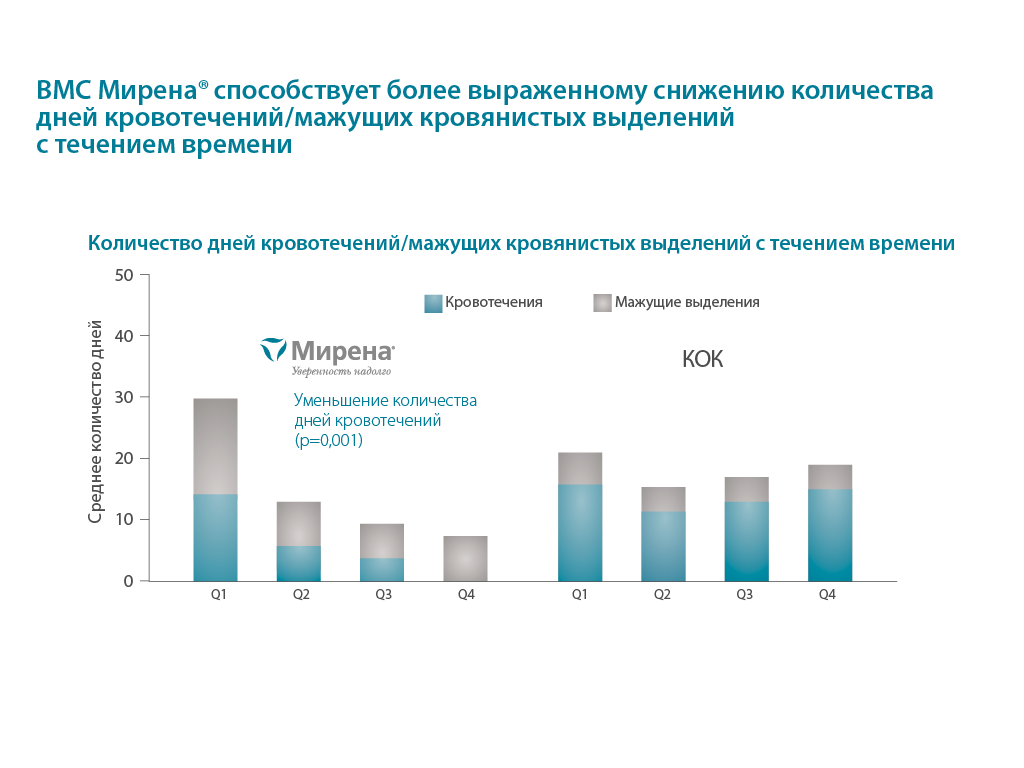 ВМС Мирена® способствует более выраженному снижению количества
дней кровотечений/мажущих кровянистых выделений
с течением времени
Количество дней кровотечений/мажущих кровянистых выделений с течением времени
Среднее количество дней
50
40
30
20
10
0
Кровотечения
Мажущие выделения
Мирена®
Уверенность надолго
Уменьшение количества
дней кровотечений
(p=0,001)
КОК
Q1 Q2 Q3 Q4 Q1 Q2 Q3 Q4